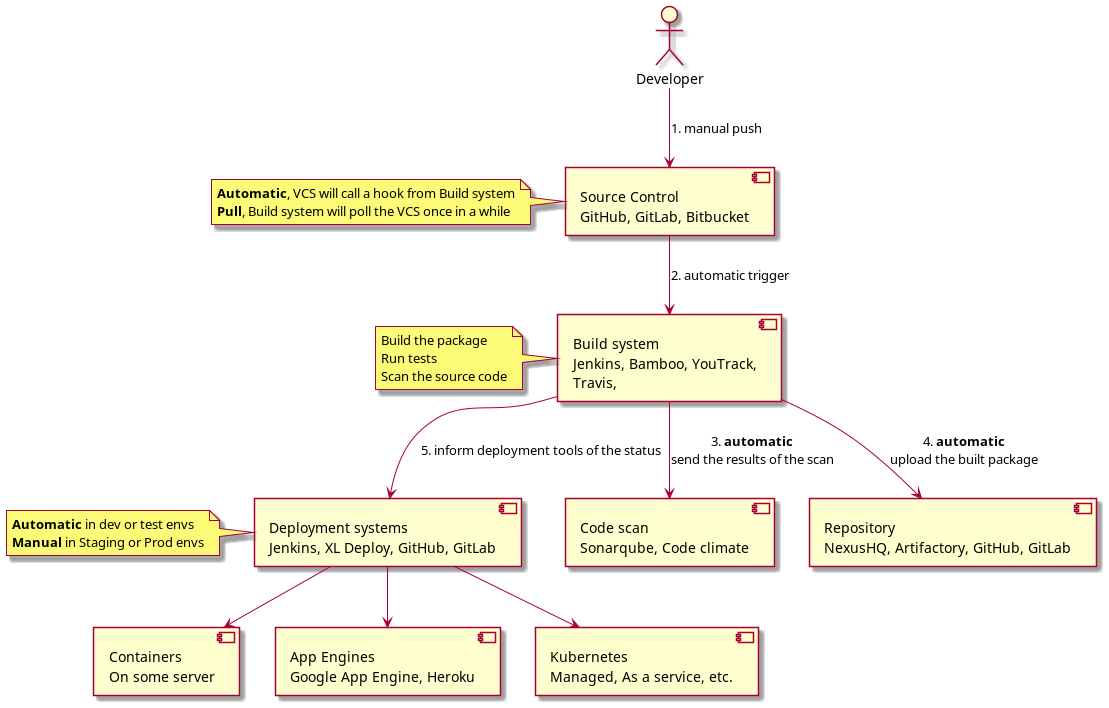 Developer
1. manual push
Automatic, VCS will call a hook from Build system
Pull, Build system will poll the VCS once in a while
Source Control
GitHub, GitLab, Bitbucket
2. automatic trigger
Build the package
Run tests
Scan the source code
Build system
Jenkins, Bamboo, YouTrack,
Travis,
5. inform deployment tools of the status
3. automatic
send the results of the scan
4. automatic
upload the built package
Automatic in dev or test envs
Manual in Staging or Prod envs
Deployment systems
Jenkins, XL Deploy, GitHub, GitLab
Code scan
Sonarqube, Code climate
Repository
NexusHQ, Artifactory, GitHub, GitLab
Containers
On some server
App Engines
Google App Engine, Heroku
Kubernetes
Managed, As a service, etc.